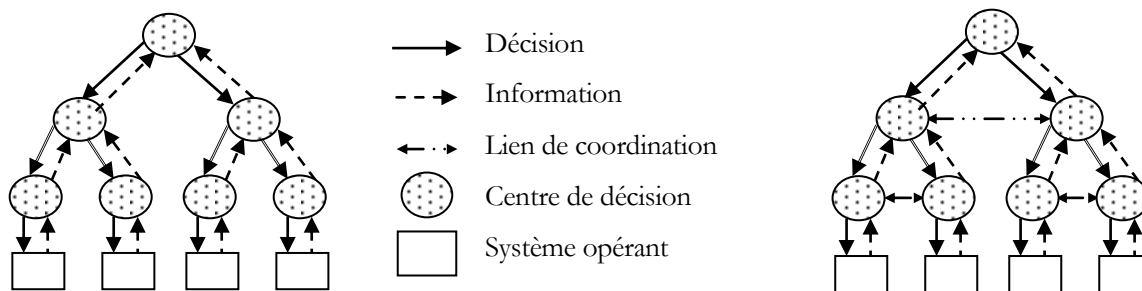 Décision
Information
Lien de coordination
Centre de décision
Système opérant